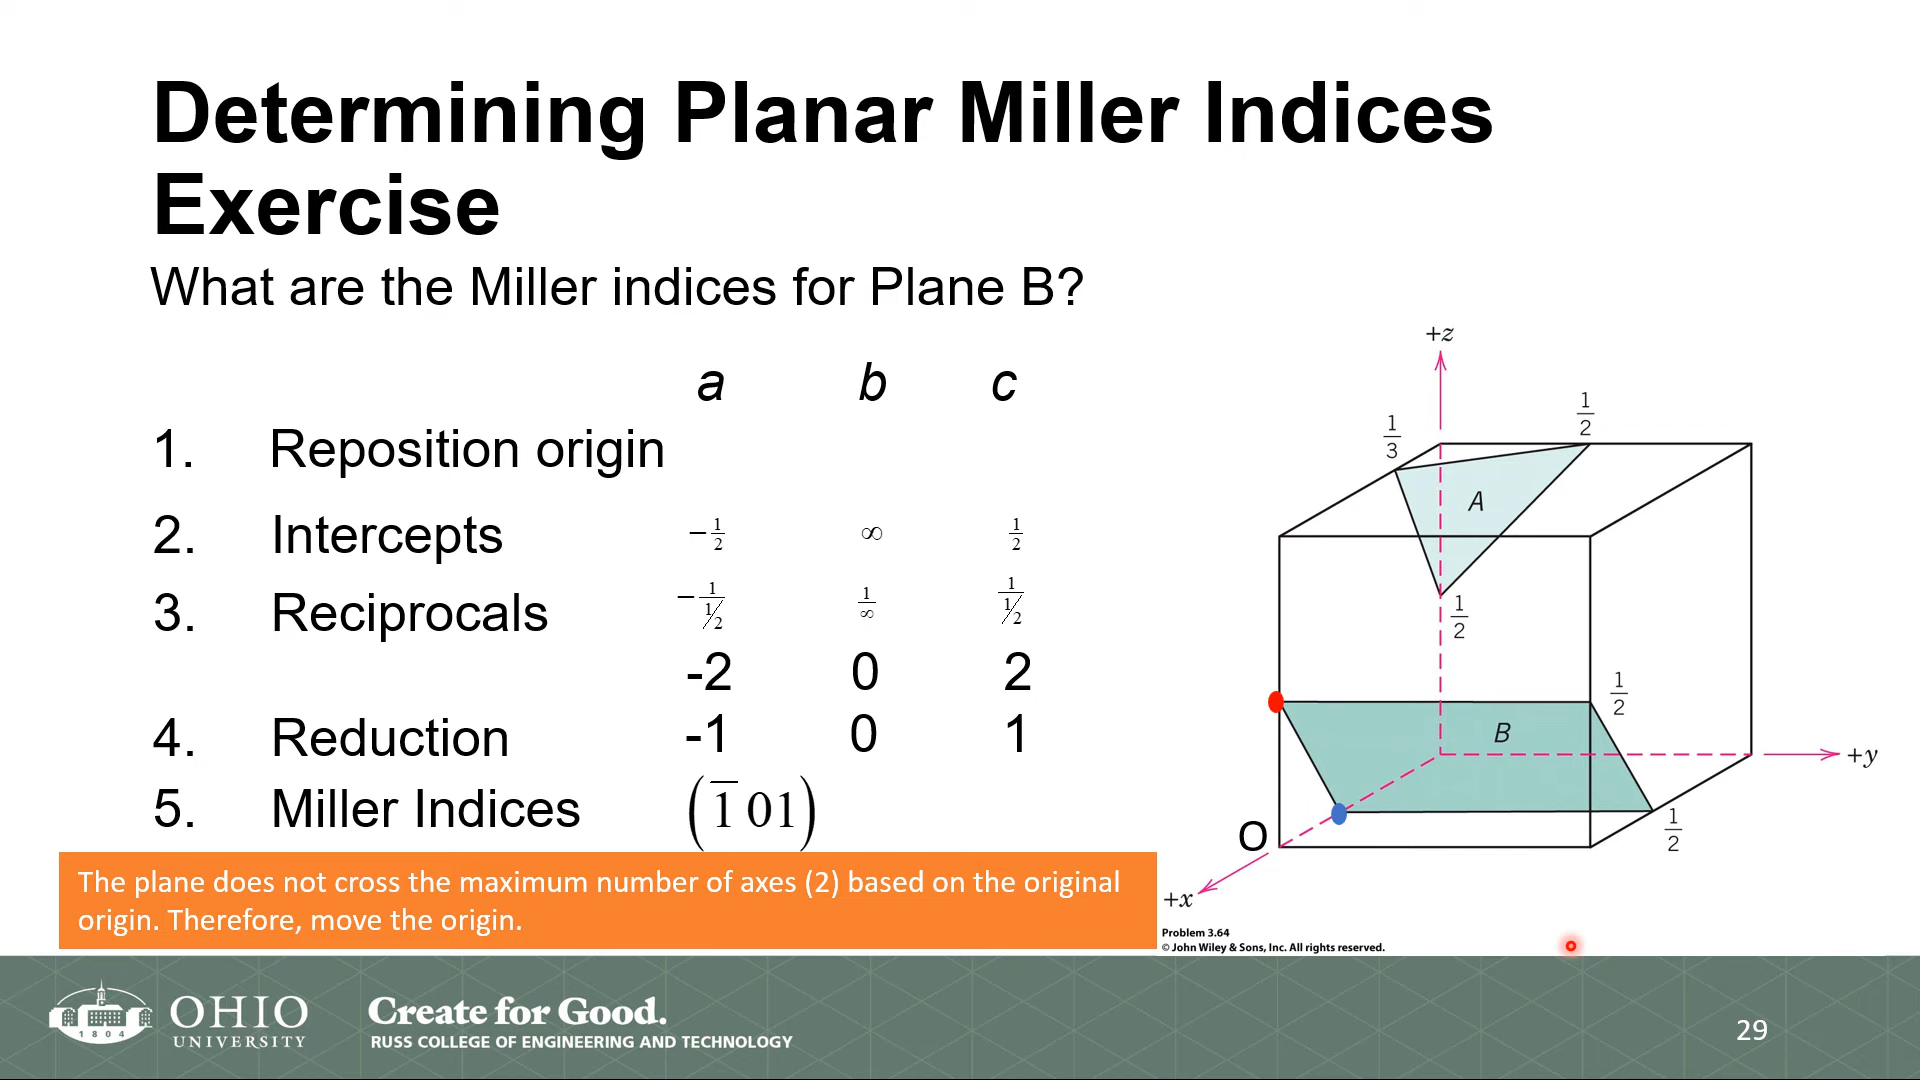 Determining Planar Miller Indices
Exercise
What are the Miller indices for Plane B?
a b c
1. Reposition origin
2. Intercepts −1/2 ∞ 1/2
3. Reciprocals −1/(1/2) 1/∞ 1/(1/2)
-2 0 2
4. Reduction -1 0 1
5. Miller Indices (1̅ 01)
The plane does not cross the maximum number of axes (2) based on the original
origin. Therefore, move the origin.
+z
1/2
1/3
A
1/2
1/2
B
+y
1/2
O
+x
Problem 3.64
© John Wiley & Sons, Inc. All rights reserved.
1804
OHIO
UNIVERSITY
Create for Good.
RUSS COLLEGE OF ENGINEERING AND TECHNOLOGY
29